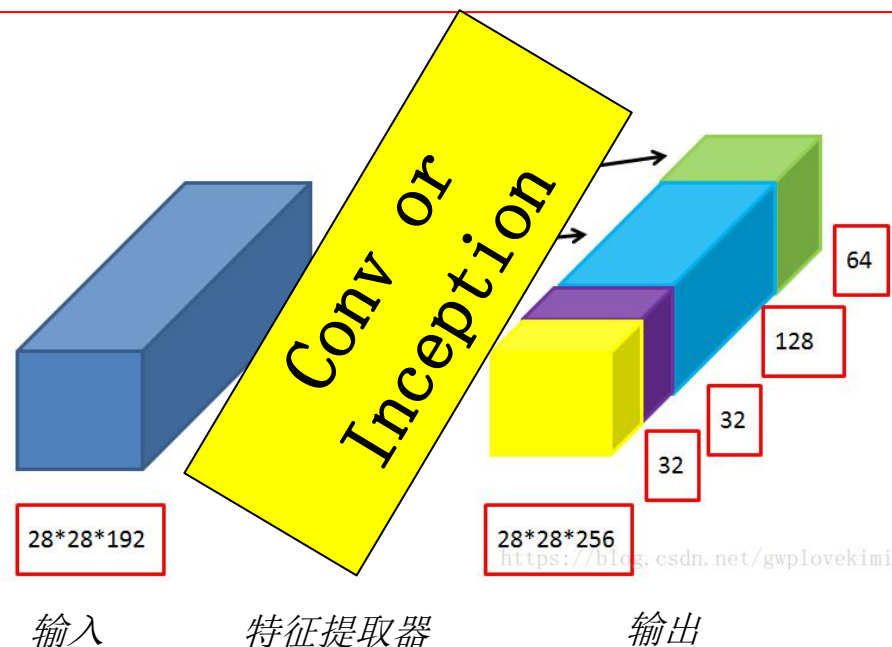 Conv or
Inception
64
128
32
32
28*28*192
28*28*256
https://blog.csdn.net/gwplovekimi
输入
特征提取器
输出